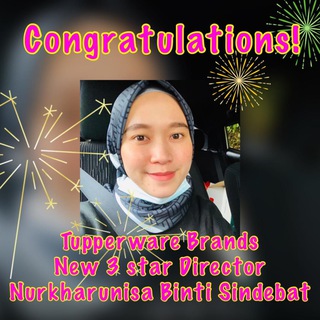 Congratulations!
Tupperware Brands
New 3 star Director
Nurkharunisa Binti Sindebat